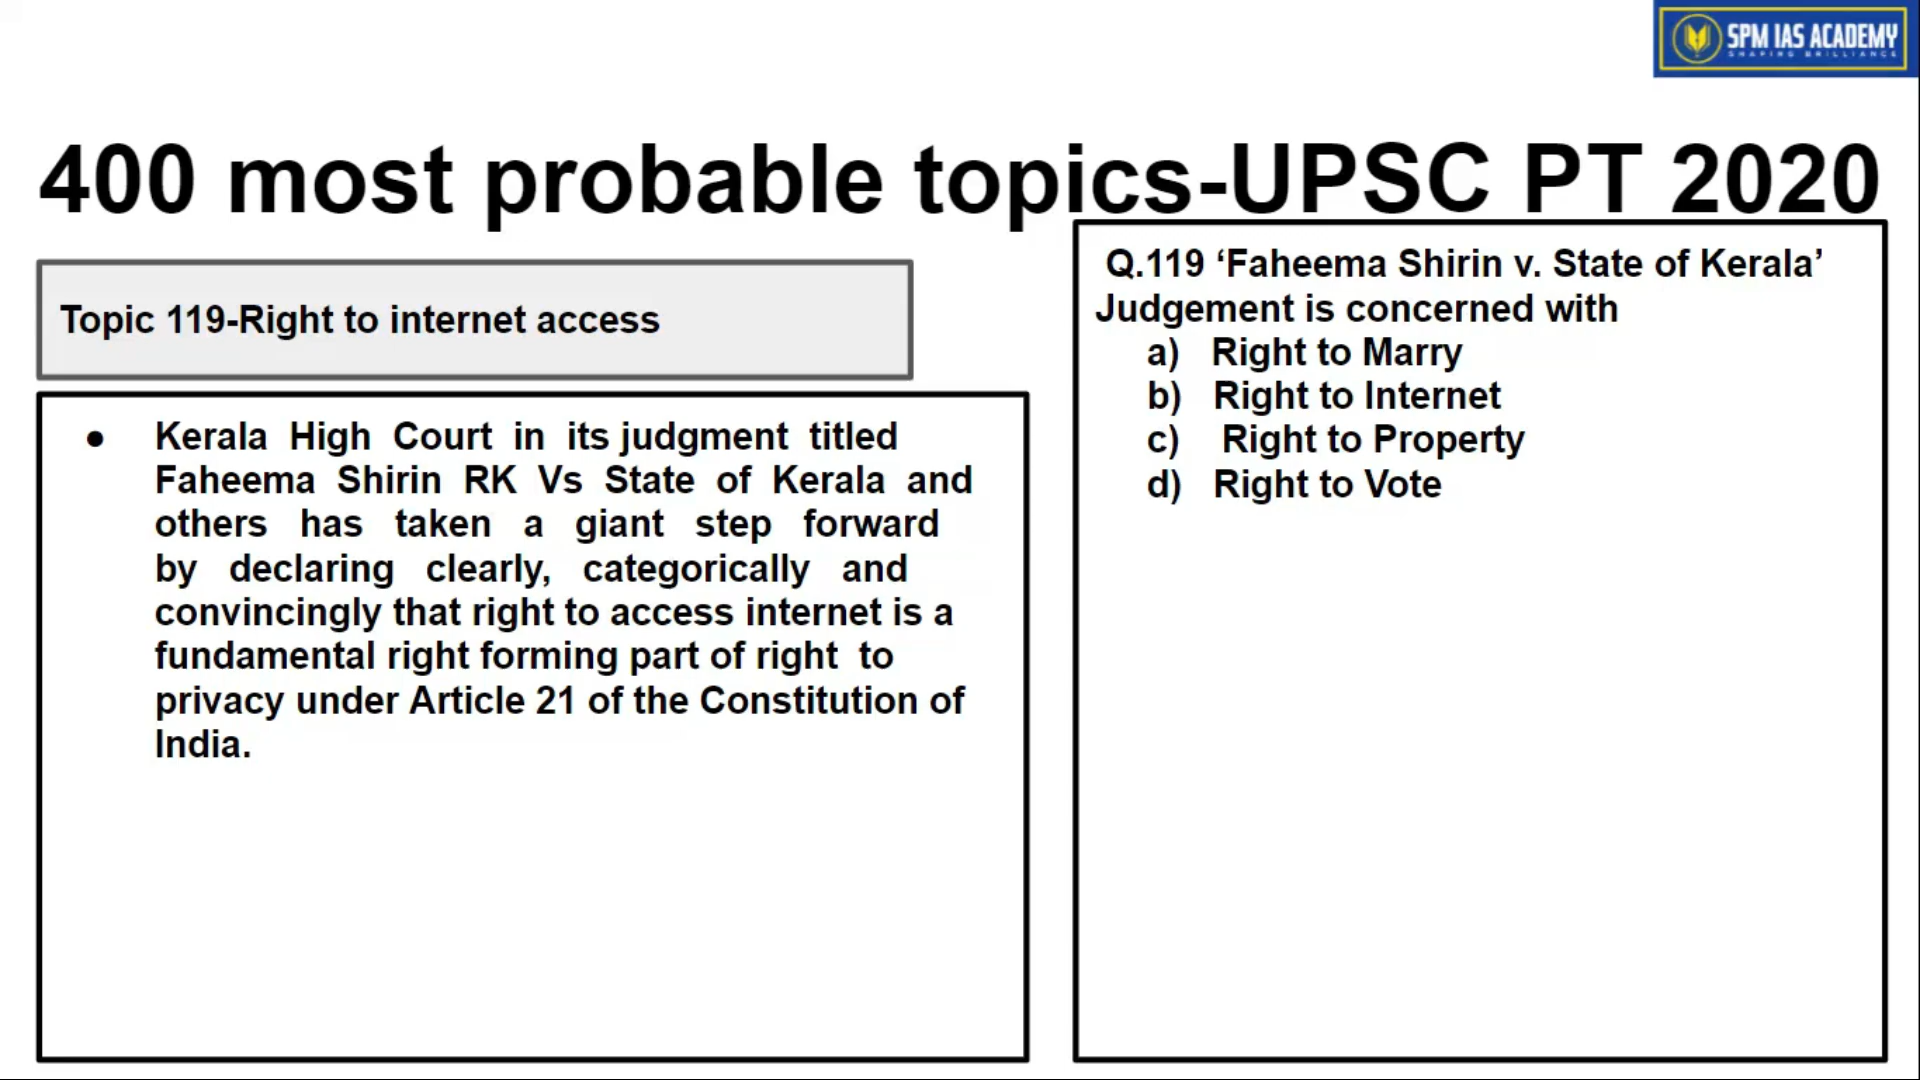 SPM IAS ACADEMY
SHAPING BRILLIANCE
400 most probable topics-UPSC PT 2020
Topic 119-Right to internet access
● Kerala High Court in its judgment titled
Faheema Shirin RK Vs State of Kerala and
others has taken a giant step forward
by declaring clearly, categorically and
convincingly that right to access internet is a
fundamental right forming part of right to
privacy under Article 21 of the Constitution of
India.
Q.119 ‘Faheema Shirin v. State of Kerala’
Judgement is concerned with
a) Right to Marry
b) Right to Internet
c) Right to Property
d) Right to Vote